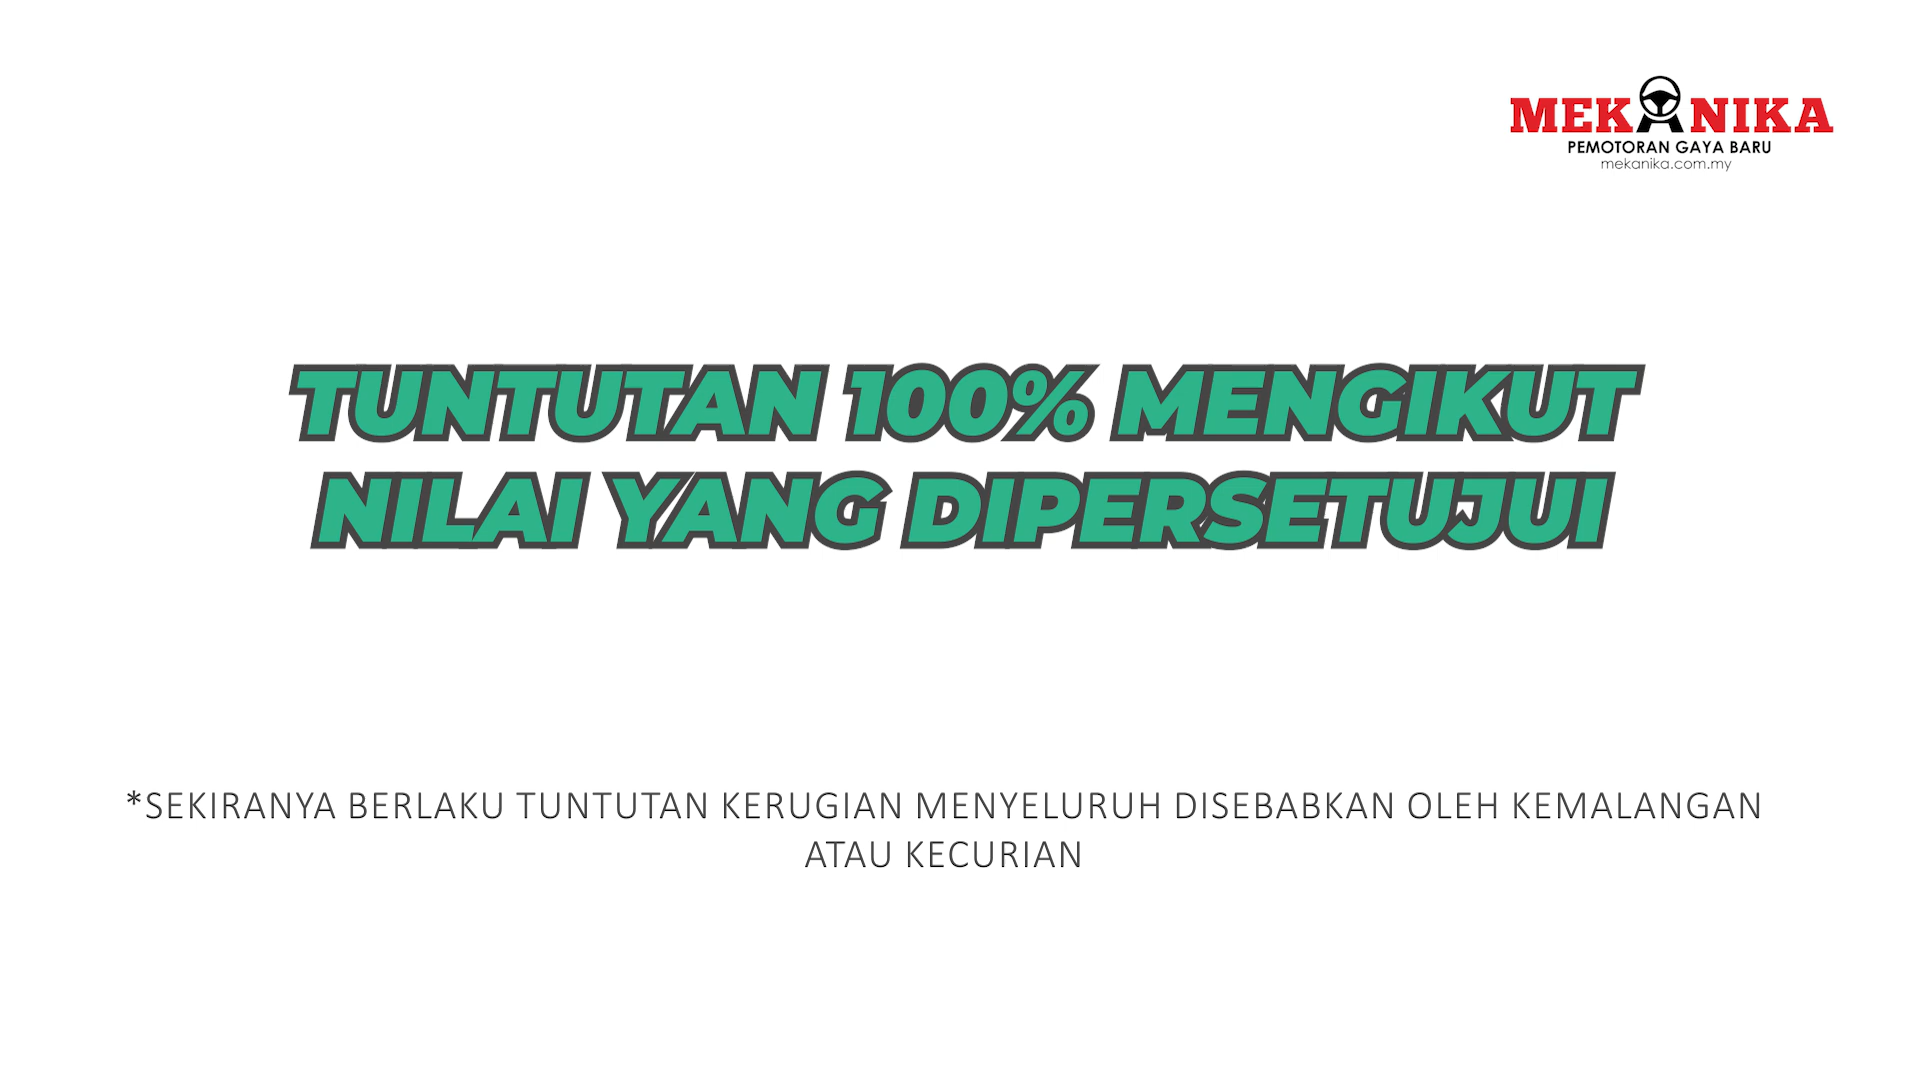 MEKANIKA
PEMOTORAN GAYA BARU
mekanika.com.my
TUNTUTAN 100% MENGIKUT
NILAI YANG DIPERSETUJUI
*SEKIRANYA BERLAKU TUNTUTAN KERUGIAN MENYELURUH DISEBABKAN OLEH KEMALANGAN
ATAU KECURIAN